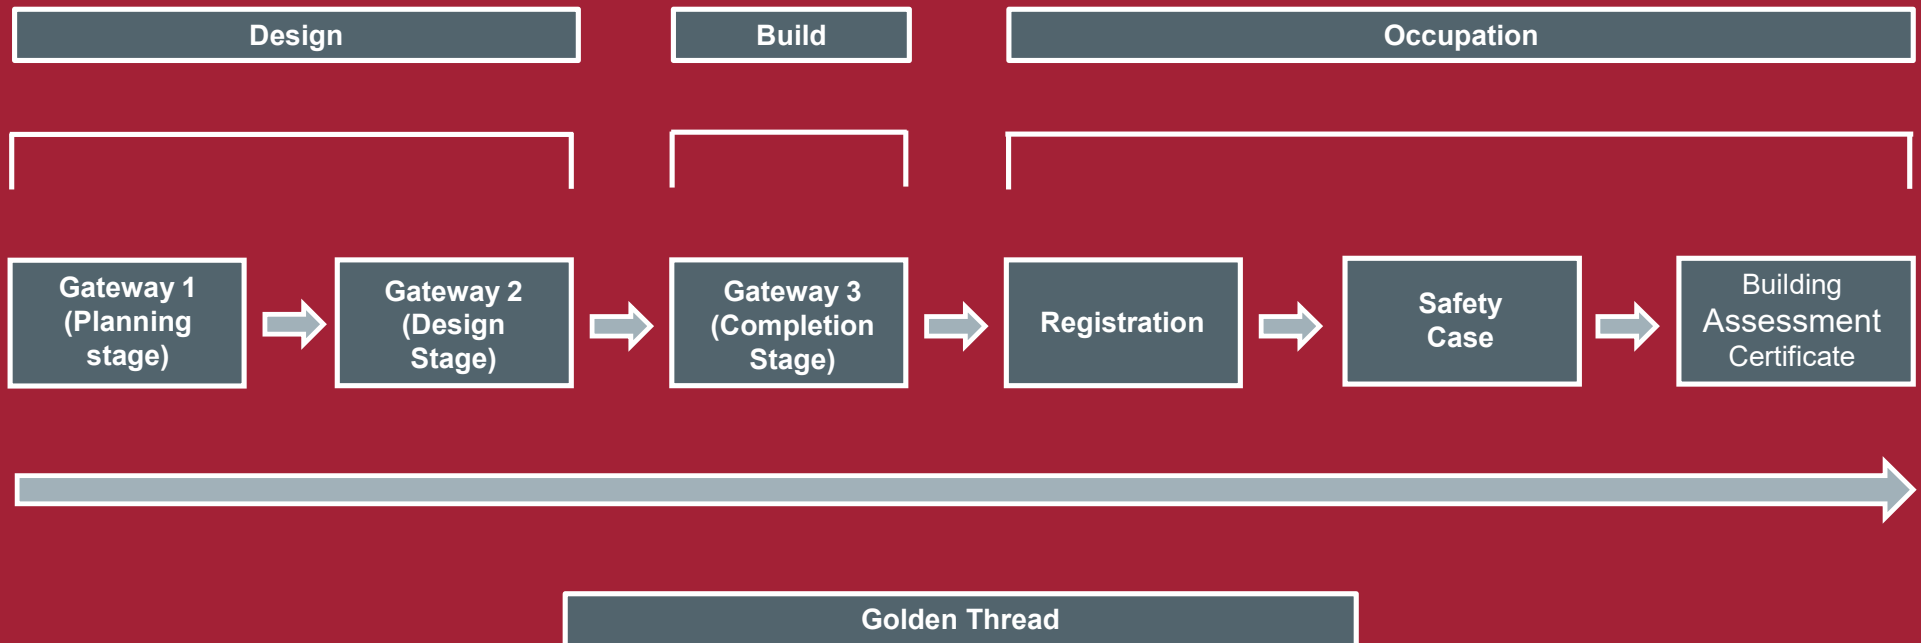 Design
Build
Occupation
Gateway 1
(Planning
stage)
Gateway 2
(Design
Stage)
Gateway 3
(Completion
Stage)
Registration
Safety
Case
Building
Assessment
Certificate
Golden Thread